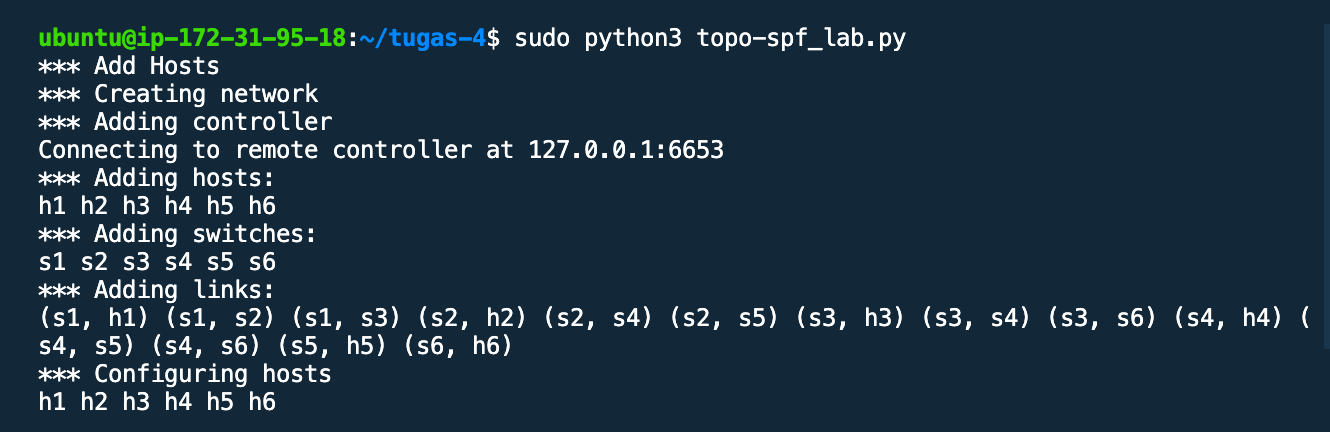 ubuntu@ip-172-31-95-18:~/tugas-4$ sudo python3 topo-spf_lab.py
*** Add Hosts
*** Creating network
*** Adding controller
Connecting to remote controller at 127.0.0.1:6653
*** Adding hosts:
h1 h2 h3 h4 h5 h6
*** Adding switches:
s1 s2 s3 s4 s5 s6
*** Adding links:
(s1, h1) (s1, s2) (s1, s3) (s2, h2) (s2, s4) (s2, s5) (s3, h3) (s3, s4) (s3, s6) (s4, h4) (
s4, s5) (s4, s6) (s5, h5) (s6, h6)
*** Configuring hosts
h1 h2 h3 h4 h5 h6